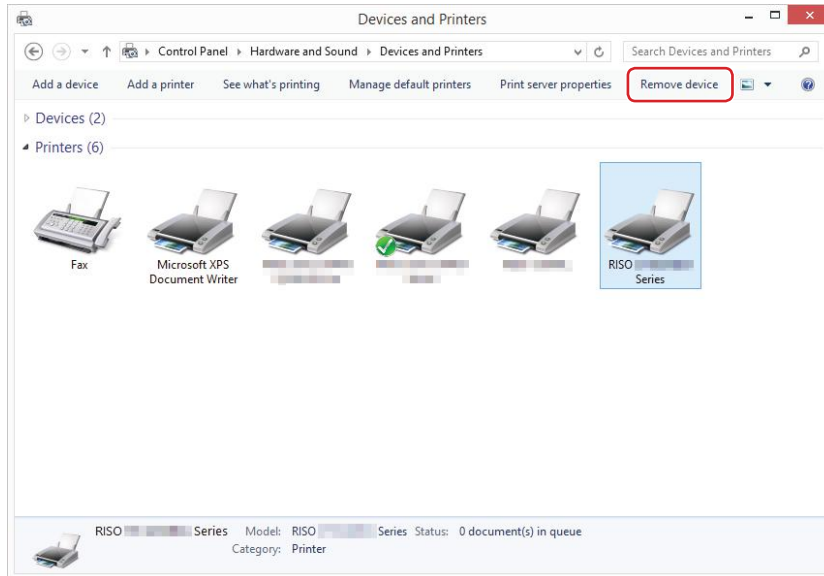 Devices and Printers
Control Panel ▸ Hardware and Sound ▸ Devices and Printers
Search Devices and Printers
Add a device Add a printer See what's printing Manage default printers Print server properties Remove device
Devices (2)
Printers (6)
Fax
Microsoft XPS
Document Writer
RISO
Series
RISO Series Model: RISO Series Status: 0 document(s) in queue
Category: Printer